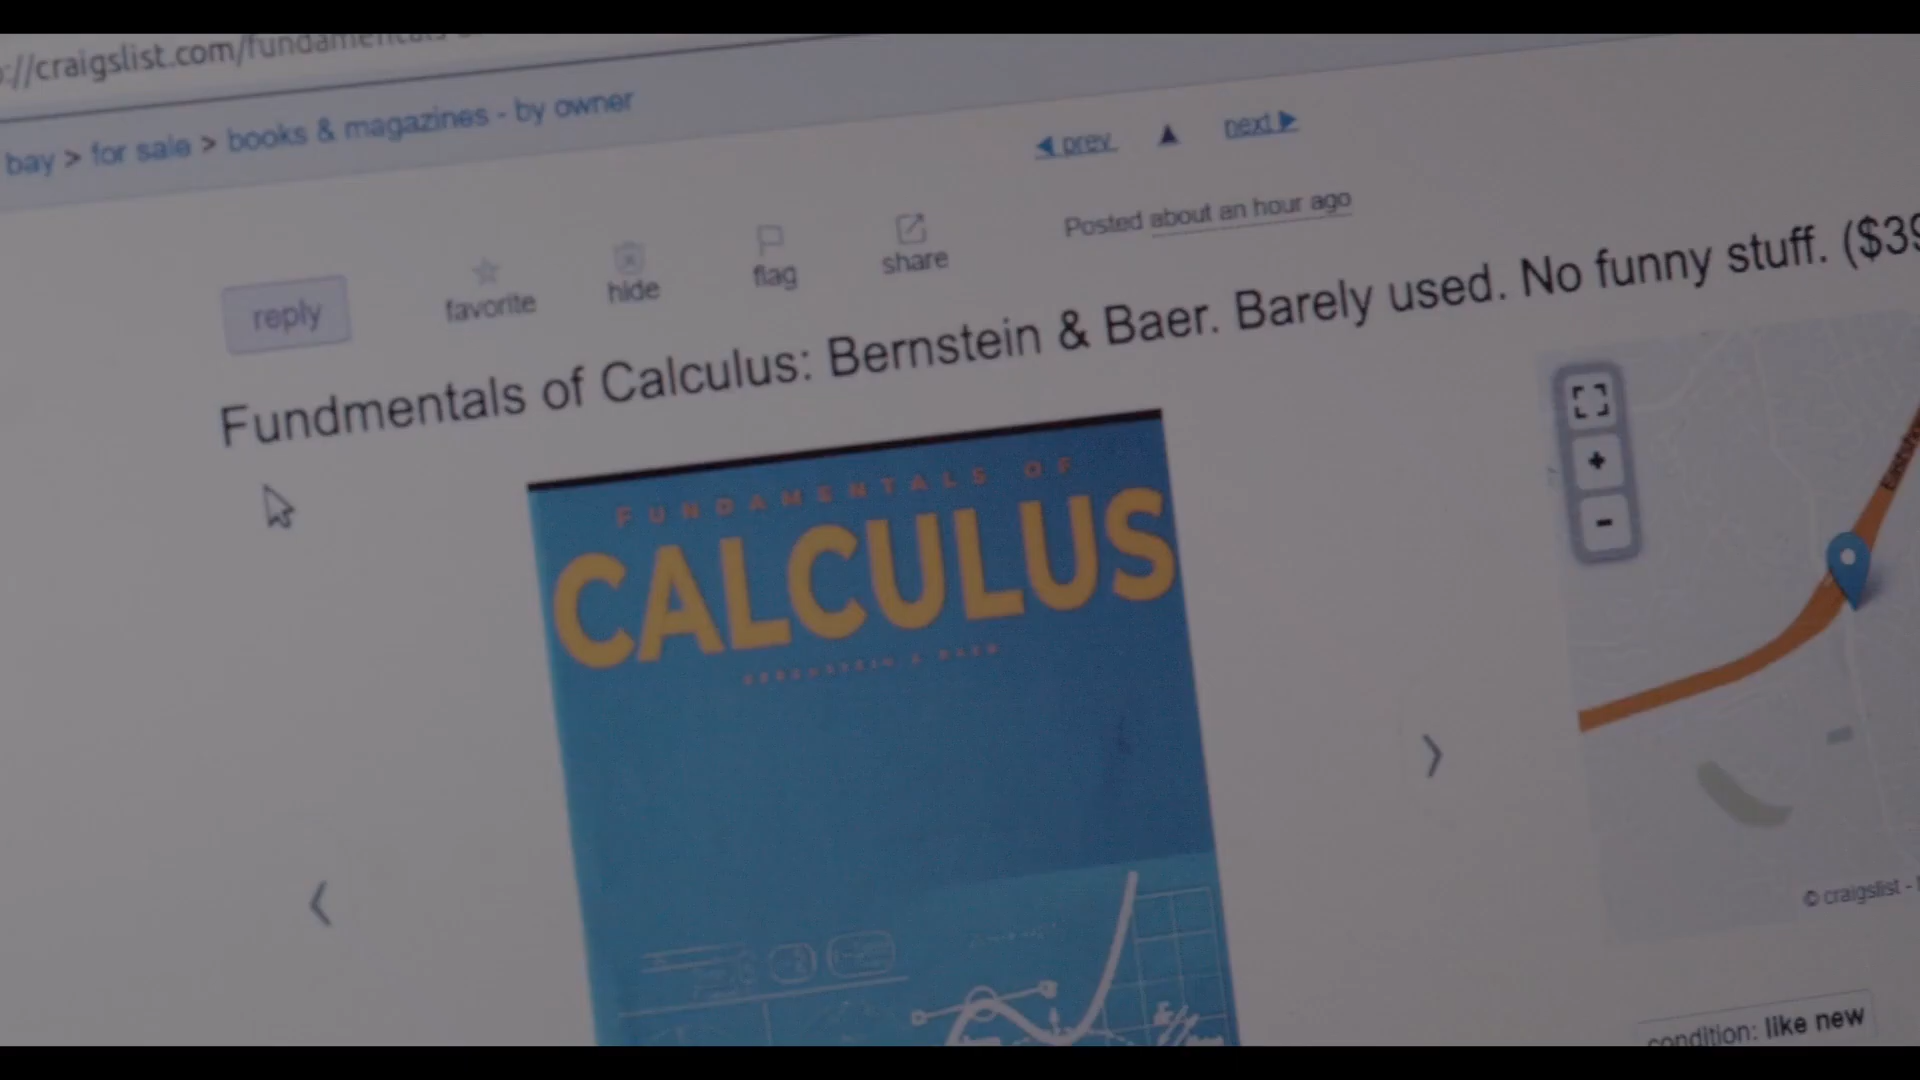 ://craigslist.com/fundamentals
bay > for sale > books & magazines - by owner
prev
next
reply
favorite
hide
flag
share
Posted about an hour ago
Fundmentals of Calculus: Bernstein & Baer. Barely used. No funny stuff. ($39
FUNDAMENTALS OF
CALCULUS
BERNSTEIN & BAER
+
-
© craigslist -
condition: like new